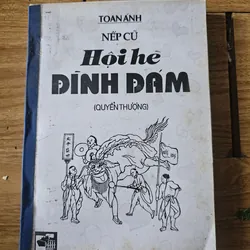 TOAN ÁNH
NẾP CŨ
Hội hè
ĐÌNH ĐÁM
(QUYỂN THƯỢNG)